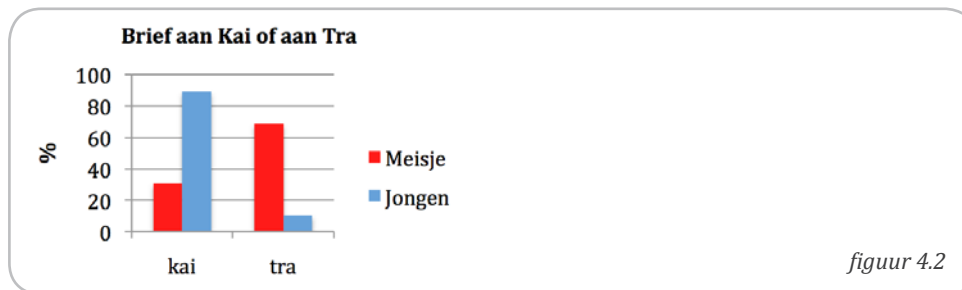 Brief aan Kai of aan Tra
100
80
60
40
20
0
%
kai
tra
Meisje
Jongen
figuur 4.2